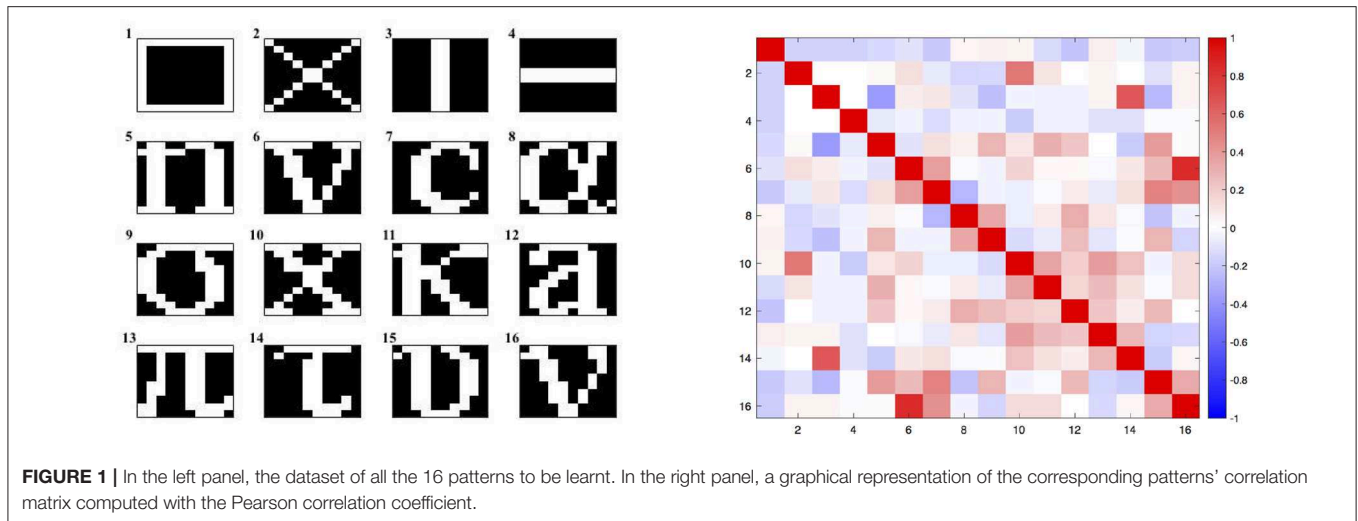 1 2 3 4
5 6 7 8
9 10 11 12
13 14 15 16
1
0.8
0.6
0.4
0.2
0
-0.2
-0.4
-0.6
-0.8
-1
2
4
6
8
10
12
14
16
2 4 6 8 10 12 14 16
FIGURE 1 | In the left panel, the dataset of all the 16 patterns to be learnt. In the right panel, a graphical representation of the corresponding patterns' correlation
matrix computed with the Pearson correlation coefficient.